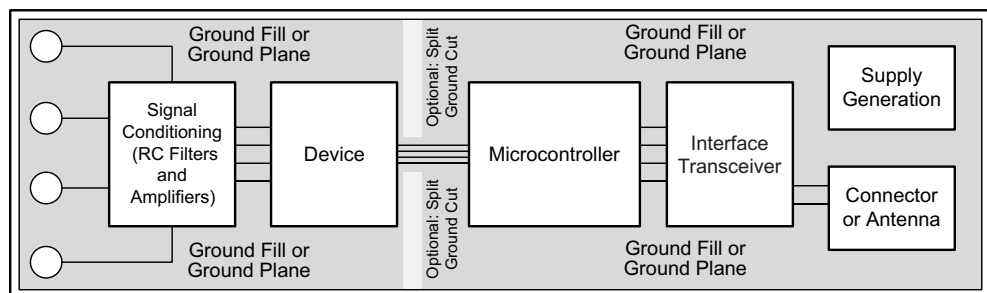 Ground Fill or
Ground Plane
Optional: Split
Ground Cut
Ground Fill or
Ground Plane
Supply
Generation
Signal
Conditioning
(RC Filters
and
Amplifiers)
Device
Microcontroller
Interface
Transceiver
Connector
or Antenna
Ground Fill or
Ground Plane
Optional: Split
Ground Cut
Ground Fill or
Ground Plane